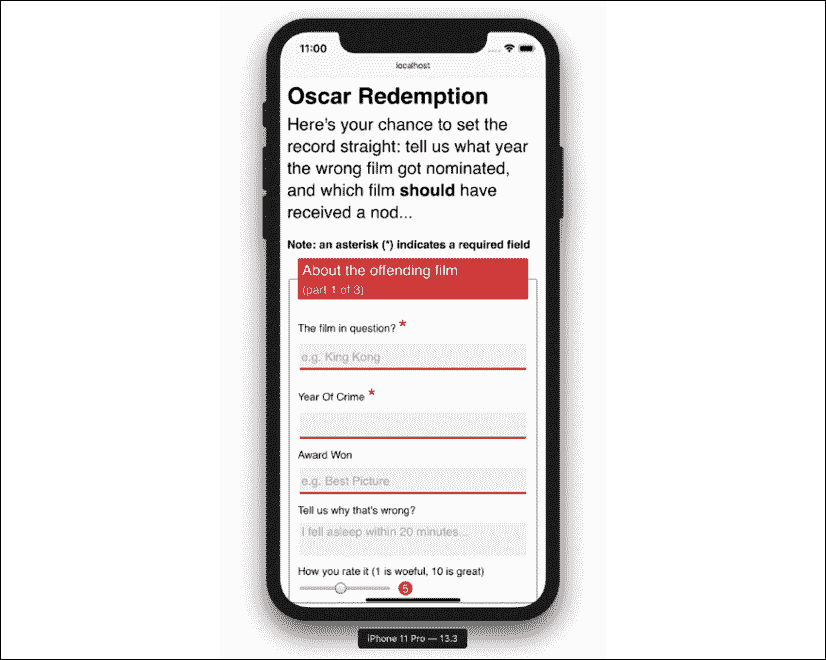 11:00
localhost
Oscar Redemption
Here's your chance to set the
record straight: tell us what year
the wrong film got nominated,
and which film should have
received a nod...
Note: an asterisk (*) indicates a required field
About the offending film
(part 1 of 3)
The film in question? *
e.g. King Kong
Year Of Crime *
Award Won
e.g. Best Picture
Tell us why that's wrong?
I fell asleep within 20 minutes...
How you rate it (1 is woeful, 10 is great)
5
iPhone 11 Pro — 13.3